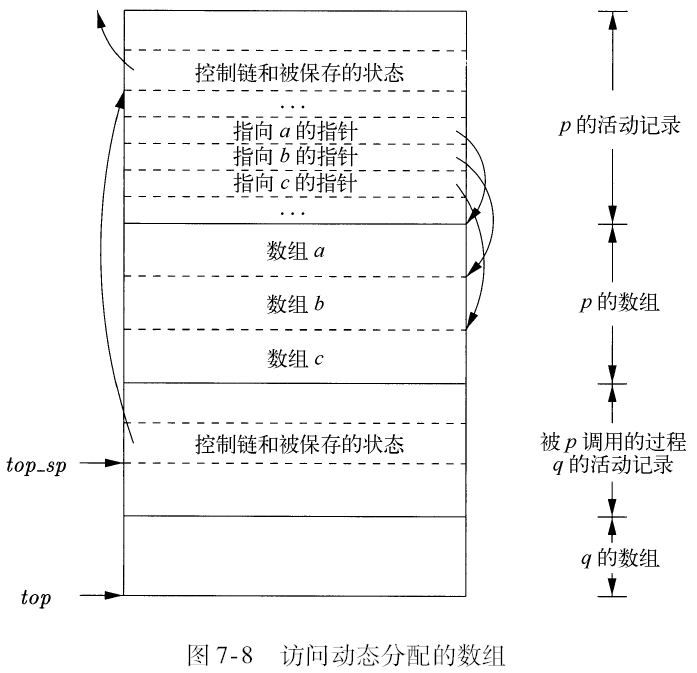 控制链和被保存的状态
...
指向 a 的指针
p 的活动记录
指向 b 的指针
指向 c 的指针
...
数组 a
数组 b
p 的数组
数组 c
控制链和被保存的状态
被 p 调用的过程
q 的活动记录
top_sp
q 的数组
top
图 7-8 访问动态分配的数组